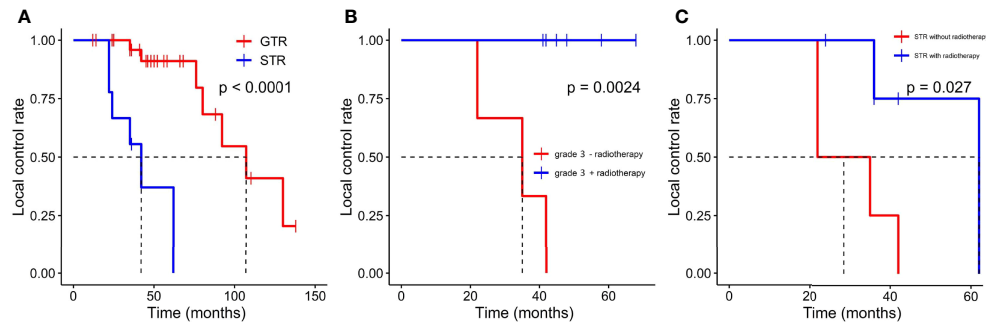 A
Local control rate
1.00
0.75
0.50
0.25
0.00
GTR
STR
p < 0.0001
0
50
100
150
Time (months)
B
Local control rate
1.00
0.75
0.50
0.25
0.00
p = 0.0024
grade 3 - radiotherapy
grade 3 + radiotherapy
0
20
40
60
Time (months)
C
Local control rate
1.00
0.75
0.50
0.25
0.00
STR without radiotherap
STR with radiotherapy
p = 0.027
0
20
40
60
Time (months)